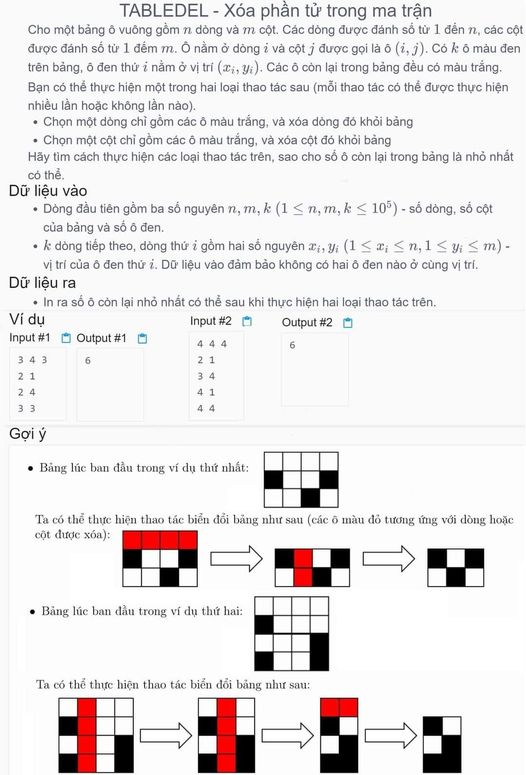 TABLEDEL - Xóa phần tử trong ma trận
Cho một bảng ô vuông gồm n dòng và m cột. Các dòng được đánh số từ 1 đến n, các cột
được đánh số từ 1 đếm m. Ô nằm ở dòng i và cột j được gọi là ô (i, j). Có k ô màu đen
trên bảng, ô đen thứ i nằm ở vị trí (x_i, y_i). Các ô còn lại trong bảng đều có màu trắng.
Bạn có thể thực hiện một trong hai loại thao tác sau (mỗi thao tác có thể được thực hiện
nhiều lần hoặc không lần nào).
• Chọn một dòng chỉ gồm các ô màu trắng, và xóa dòng đó khỏi bảng
• Chọn một cột chỉ gồm các ô màu trắng, và xóa cột đó khỏi bảng
Hãy tìm cách thực hiện các loại thao tác trên, sao cho số ô còn lại trong bảng là nhỏ nhất
có thể.
Dữ liệu vào
• Dòng đầu tiên gồm ba số nguyên n, m, k (1 ≤ n, m, k ≤ 10^5) - số dòng, số cột
của bảng và số ô đen.
• k dòng tiếp theo, dòng thứ i gồm hai số nguyên x_i, y_i (1 ≤ x_i ≤ n, 1 ≤ y_i ≤ m) -
vị trí của ô đen thứ i. Dữ liệu vào đảm bảo không có hai ô đen nào ở cùng vị trí.
Dữ liệu ra
• In ra số ô còn lại nhỏ nhất có thể sau khi thực hiện hai loại thao tác trên.
Ví dụ
Input #1 Output #1 Input #2 Output #2
3 4 3
2 1
2 4
3 3
6
4 4 4
2 1
3 4
4 1
4 4
6
Gợi ý
• Bảng lúc ban đầu trong ví dụ thứ nhất:
Ta có thể thực hiện thao tác biến đổi bảng như sau (các ô màu đỏ tương ứng với dòng hoặc
cột được xóa):
• Bảng lúc ban đầu trong ví dụ thứ hai:
Ta có thể thực hiện thao tác biến đổi bảng như sau: